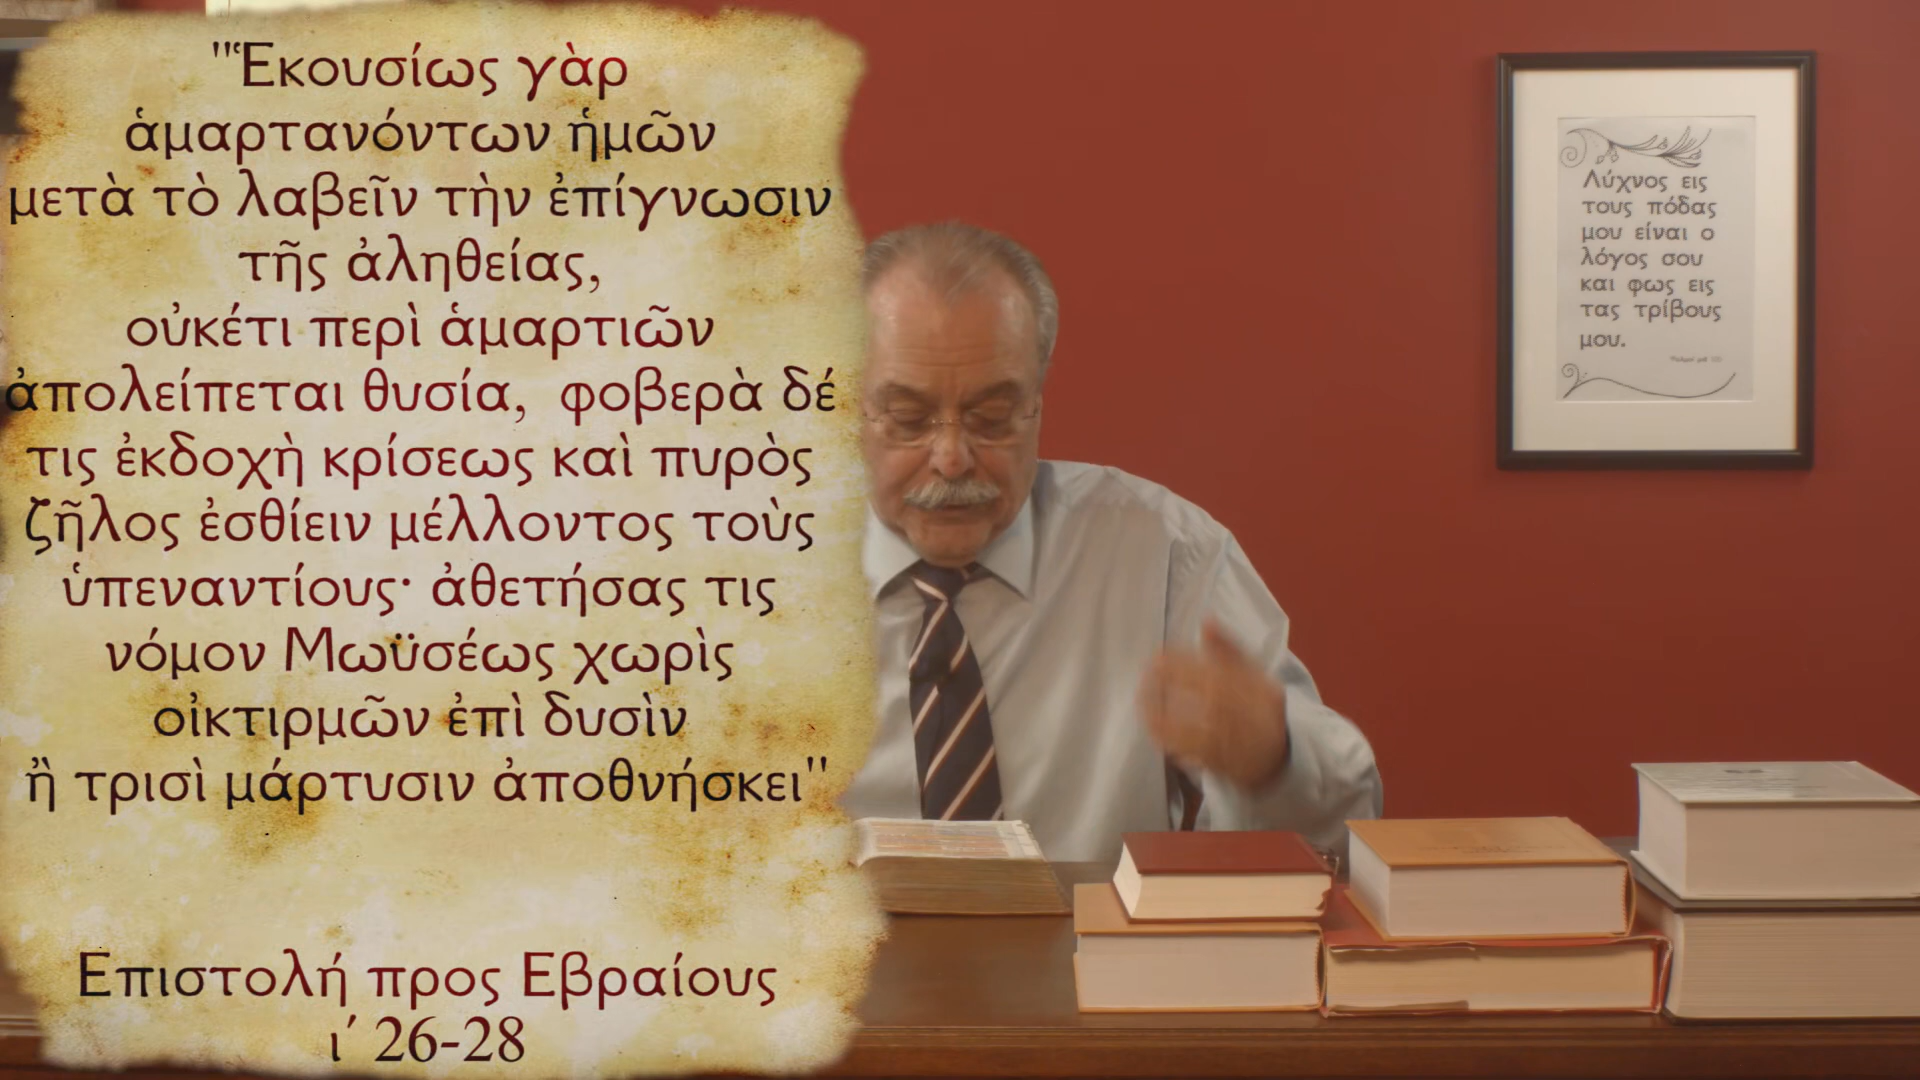 "Ἑκουσίως γὰρ
ἁμαρτανόντων ἡμῶν
μετὰ τὸ λαβεῖν τὴν ἐπίγνωσιν
τῆς ἀληθείας,
οὐκέτι περὶ ἁμαρτιῶν
ἀπολείπεται θυσία, φοβερὰ δέ
τις ἐκδοχὴ κρίσεως καὶ πυρὸς
ζῆλος ἐσθίειν μέλλοντος τοὺς
ὑπεναντίους· ἀθετήσας τις
νόμον Μωϋσέως χωρὶς
οἰκτιρμῶν ἐπὶ δυσὶν
ἢ τρισὶ μάρτυσιν ἀποθνήσκει"
Επιστολή προς Εβραίους
ι΄ 26-28
Λύχνος εις
τους πόδας
μου είναι ο
λόγος σου
και φως εις
τας τρίβους
μου.